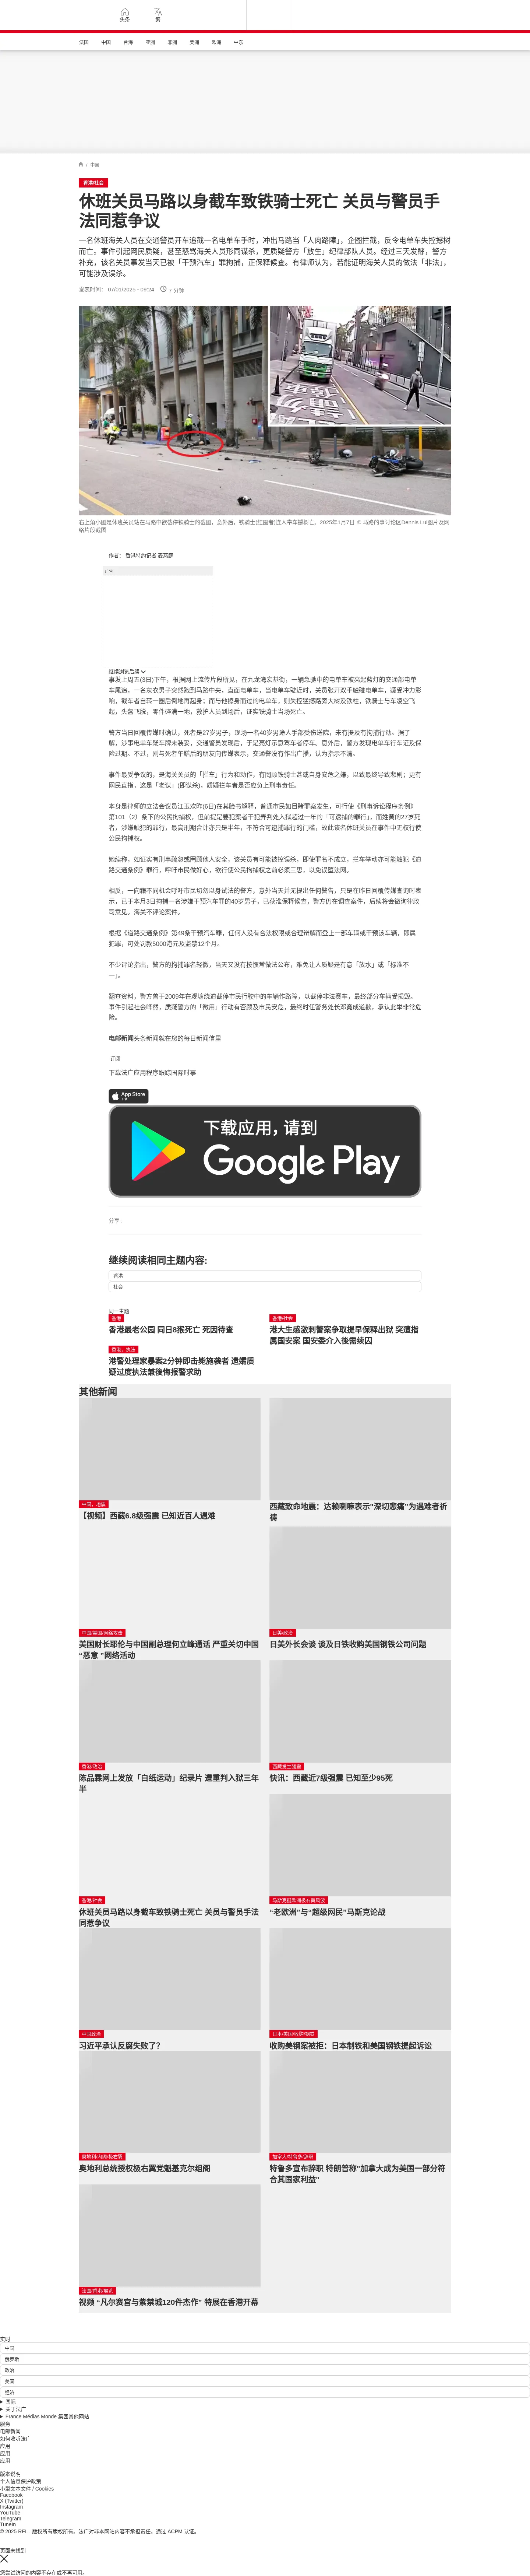 头条
繁
法国
中国
台海
亚洲
非洲
美洲
欧洲
中东
/ 中国
香港/社会
休班关员马路以身截车致铁骑士死亡 关员与警员手
法同惹争议
一名休班海关人员在交通警员开车追截一名电单车手时，冲出马路当「人肉路障」，企图拦截，反令电单车失控撼树
而亡。事件引起网民质疑，甚至怒骂海关人员形同谋杀，更质疑警方「放生」纪律部队人员。经过三天发酵，警方
补充，该名关员事发当天已被「干预汽车」罪拘捕，正保释候查。有律师认为，若能证明海关人员的做法「非法」，
可能涉及误杀。
发表时间： 07/01/2025 - 09:24
7 分钟
右上角小图是休班关员站在马路中欲截停铁骑士的截图，意外后，铁骑士(红圈者)连人带车撼树亡。2025年1月7日 © 马路的事讨论区Dennis Lui图片及网络片段截图
作者： 香港特约记者 麦燕庭
广告
继续浏览后续
事发上周五(3日)下午，根据网上流传片段所见，在九龙湾宏基街，一辆急驰中的电单车被亮起蓝灯的交通部电单
车尾追，一名灰衣男子突然跑到马路中央，直面电单车，当电单车驶近时，关员张开双手触碰电单车，疑受冲力影
响，截车者自转一圈后倒地再起身；而与他擦身而过的电单车，则失控猛撼路旁大树及铁柱，铁骑士与车凌空飞
起，头盔飞脱，零件碎满一地，救护人员到场后，证实铁骑士当场死亡。
警方当日回覆传媒时确认，死者是27岁男子，现场一名40岁男途人手部受伤送院，未有提及有拘捕行动。据了
解，涉事电单车疑车牌未装妥，交通警员发现后，于是亮灯示意驾车者停车。意外后，警方发现电单车行车证及保
险过期。不过，刚与死者午膳后的朋友向传媒表示，交通警没有作出广播，认为指示不清。
事件最受争议的，是海关关员的「拦车」行为和动作，有罔顾铁骑士甚或自身安危之嫌，以致最终导致悲剧；更有
网民直指，这是「老谋」(即谋杀)，质疑拦车者是否应负上刑事责任。
本身是律师的立法会议员江玉欢昨(6日)在其脸书解释，普通市民如目睹罪案发生，可行使《刑事诉讼程序条例》
第101（2）条下的公民拘捕权，但前提是要犯案者干犯弄判处入狱超过一年的「可逮捕的罪行」，而姓黄的27岁死
者，涉嫌触犯的罪行，最高刑期合计亦只是半年，不符合可逮捕罪行的门槛，故此该名休班关员在事件中无权行使
公民拘捕权。
她续称，如证实有刑事疏忽或罔顾他人安全，该关员有可能被控误杀，即使罪名不成立，拦车举动亦可能触犯《道
路交通条例》罪行，呼吁市民做好心，欲行使公民拘捕权之前必须三思，以免误堕法网。
相反，一向藉不同机会呼吁市民切勿以身试法的警方，意外当天并无提出任何警告，只是在昨日回覆传媒查询时表
示，已于本月3日拘捕一名涉嫌干预汽车罪的40岁男子，已获准保释候查，警方仍在调查案件，后续将会徵询律政
司意见。海关不评论案件。
根据《道路交通条例》第49条干预汽车罪，任何人没有合法权限或合理辩解而登上一部车辆或干预该车辆，即属
犯罪，可处罚款5000港元及监禁12个月。
不少评论指出，警方的拘捕罪名轻微，当天又没有按惯常做法公布，难免让人质疑是有意「放水」或「标准不
一」。
翻查资料，警方曾于2009年在观塘绕道截停市民行驶中的车辆作路障，以截停非法赛车，最终部分车辆受损毁。
事件引起社会哗然，质疑警方的「徵用」行动有否顾及市民安危，最终时任警务处长邓竟成道歉，承认此举非常危
险。
电邮新闻头条新闻就在您的每日新闻信里
订阅
下载法广应用程序跟踪国际时事
App Store
下载应用，请到
Google Play
分享 :
继续阅读相同主题内容:
香港
社会
同一主题
香港
香港最老公园 同日8猴死亡 死因待查
香港/社会
港大生感激刺警案争取提早保释出狱 突遭指
属国安案 国安委介入後需续囚
香港、执法
港警处理家暴案2分钟即击毙施袭者 遗孀质
疑过度执法兼後悔报警求助
其他新闻
中国、地震
【视频】西藏6.8级强震 已知近百人遇难
西藏致命地震：达赖喇嘛表示"深切悲痛"为遇难者祈
祷
中国/美国/网络攻击
美国财长耶伦与中国副总理何立峰通话 严重关切中国
“恶意 ”网络活动
日美/政治
日美外长会谈 谈及日铁收购美国钢铁公司问题
香港/政治
陈品霖网上发放「白纸运动」纪录片 遭重判入狱三年
半
西藏发生强震
快讯：西藏近7级强震 已知至少95死
香港/社会
休班关员马路以身截车致铁骑士死亡 关员与警员手法
同惹争议
马斯克挺欧洲极右翼风波
“老欧洲”与“超级网民”马斯克论战
中国政治
习近平承认反腐失败了?
日本/美国/收购/钢铁
收购美钢案被拒：日本制铁和美国钢铁提起诉讼
奥地利/内阁/极右翼
奥地利总统授权极右翼党魁基克尔组阁
加拿大/特鲁多/辞职
特鲁多宣布辞职 特朗普称"加拿大成为美国一部分符
合其国家利益"
法国/香港/展览
视频 “凡尔赛宫与紫禁城120件杰作” 特展在香港开幕
实时
中国
俄罗斯
政治
美国
经济
国际
关于法广
France Médias Monde 集团其他网站
服务
电邮新闻
如何收听法广
应用
应用
应用
版本说明
个人信息保护政策
小型文本文件 / Cookies
Facebook
X (Twitter)
Instagram
YouTube
Telegram
TuneIn
© 2025 RFI – 版权所有版权所有。法广对非本网站内容不承担责任。通过 ACPM 认证。
页面未找到
您尝试访问的内容不存在或不再可用。